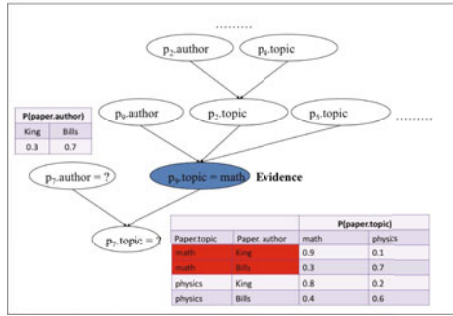 .........
p2.author p1.topic
p9.author p2.topic p5.topic
.........
P(paper.author)
King Bills
0.3 0.7
p7.author = ? p9.topic = math Evidence
p7.topic = ?
P(paper.topic)
Paper.topic Paper. author math physics
math King 0.9 0.1
math Bills 0.3 0.7
physics King 0.8 0.2
physics Bills 0.4 0.6